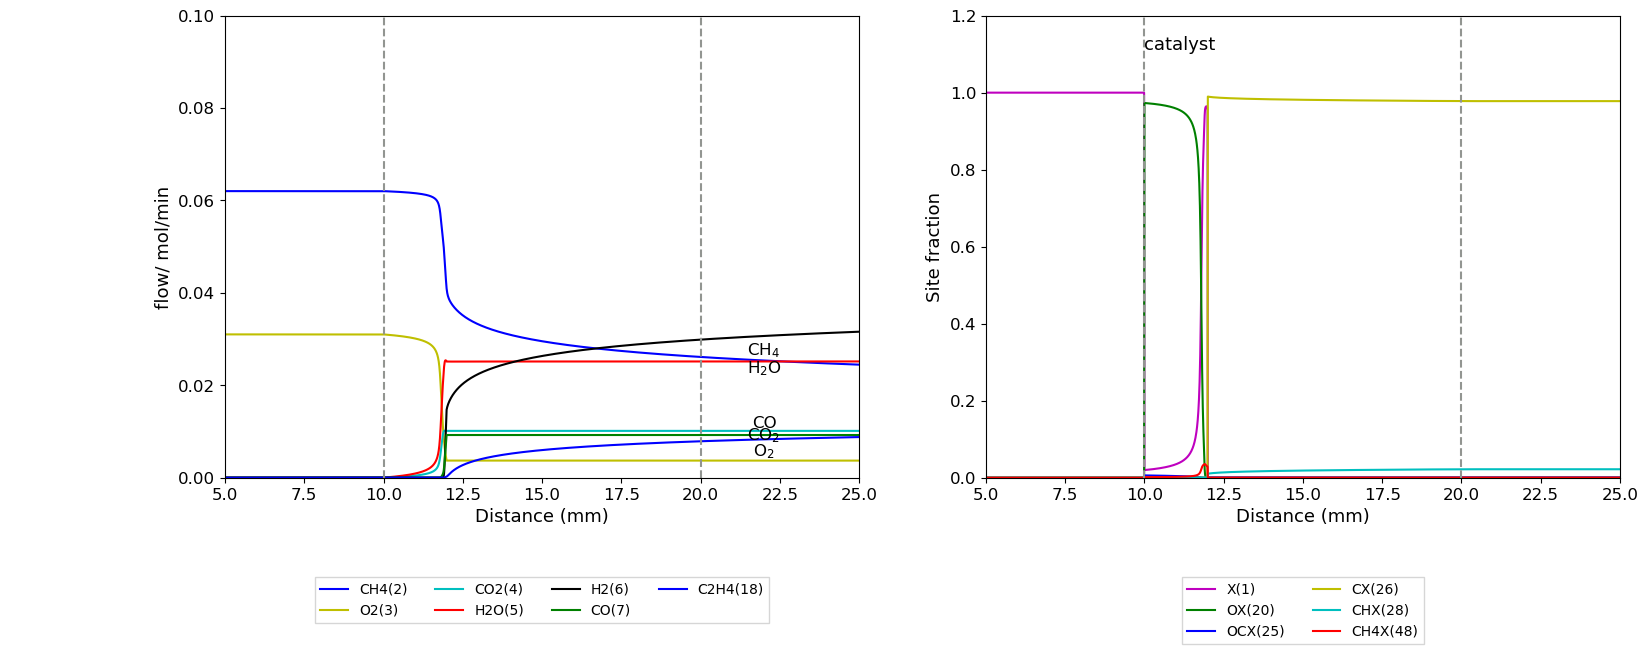 0.10
0.08
0.06
0.04
0.02
0.00
flow/ mol/min
CH₄
H₂O
CO
CO₂
O₂
5.0 7.5 10.0 12.5 15.0 17.5 20.0 22.5 25.0
Distance (mm)
CH4(2) CO2(4) H2(6) C2H4(18)
O2(3) H2O(5) CO(7)
1.2
1.0
0.8
0.6
0.4
0.2
0.0
Site fraction
catalyst
5.0 7.5 10.0 12.5 15.0 17.5 20.0 22.5 25.0
Distance (mm)
X(1) CX(26)
OX(20) CHX(28)
OCX(25) CH4X(48)